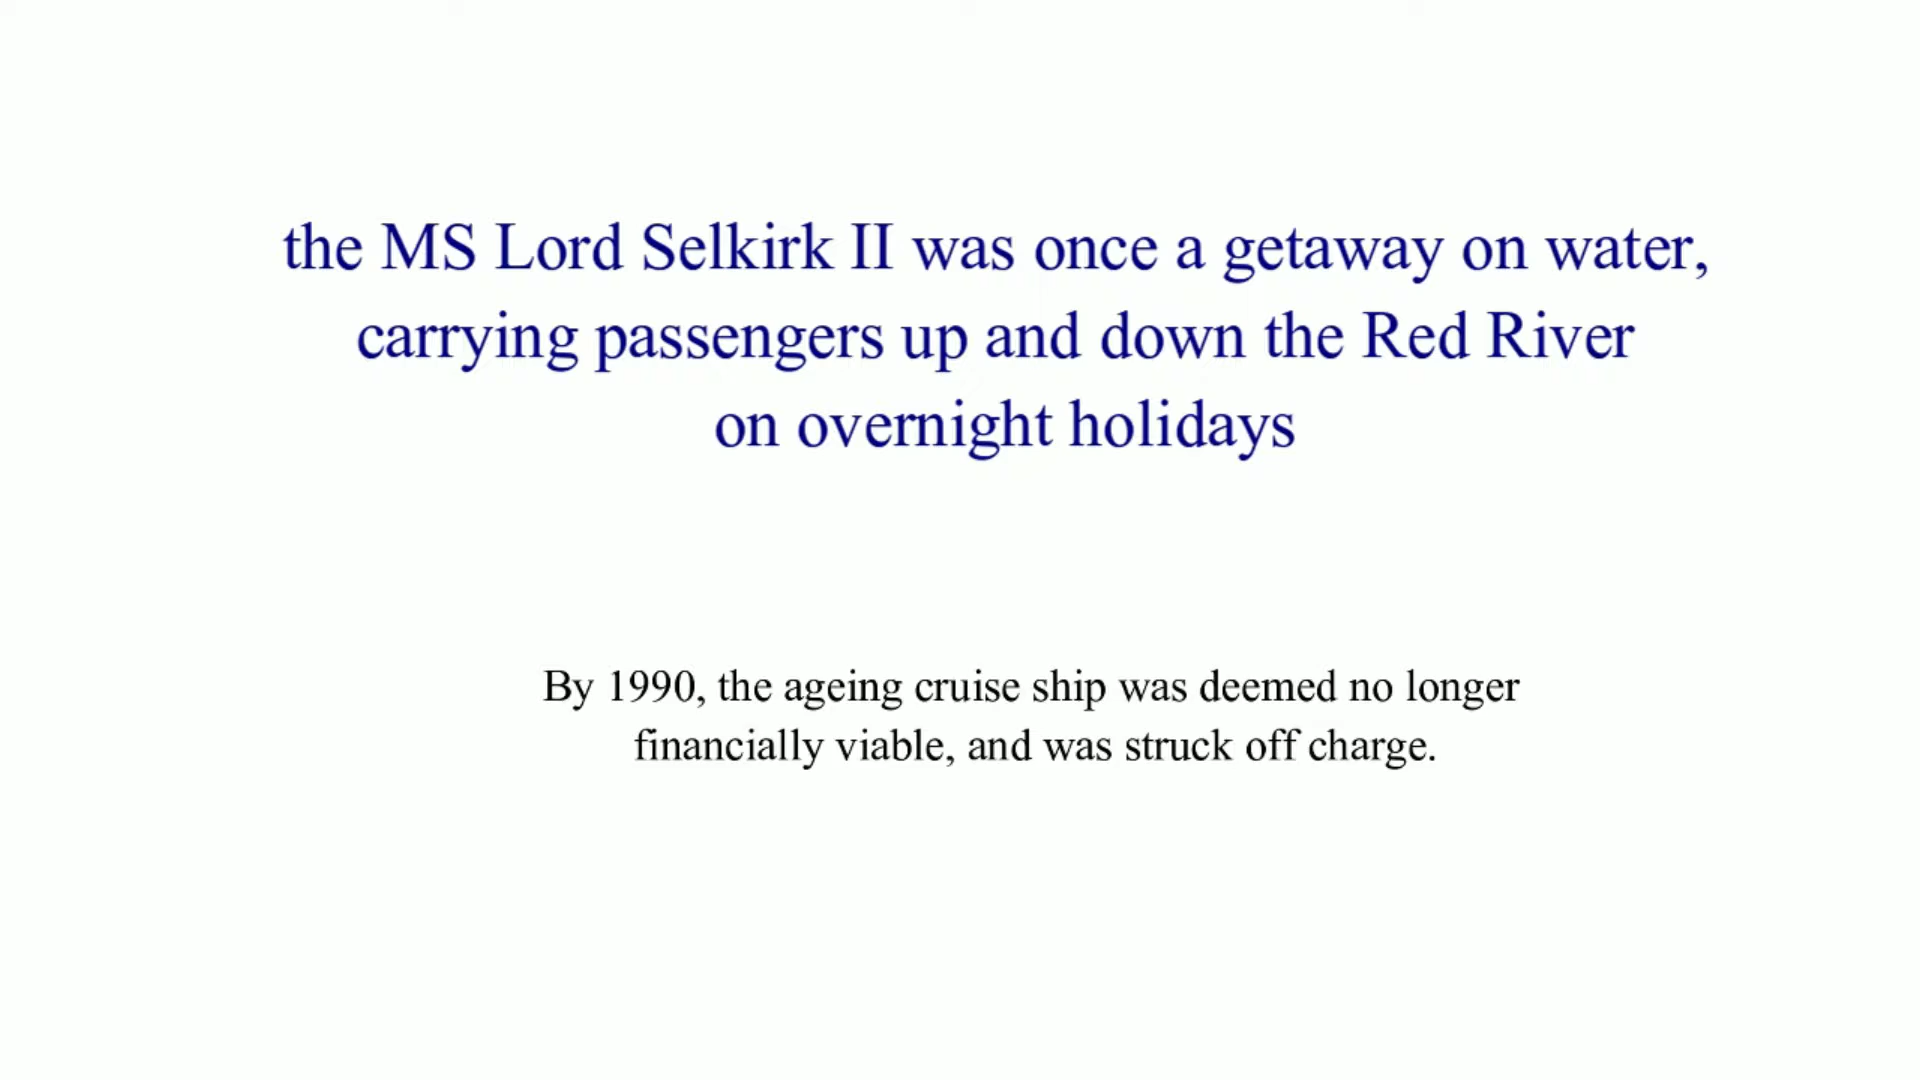 the MS Lord Selkirk II was once a getaway on water,
carrying passengers up and down the Red River
on overnight holidays
By 1990, the ageing cruise ship was deemed no longer
financially viable, and was struck off charge.